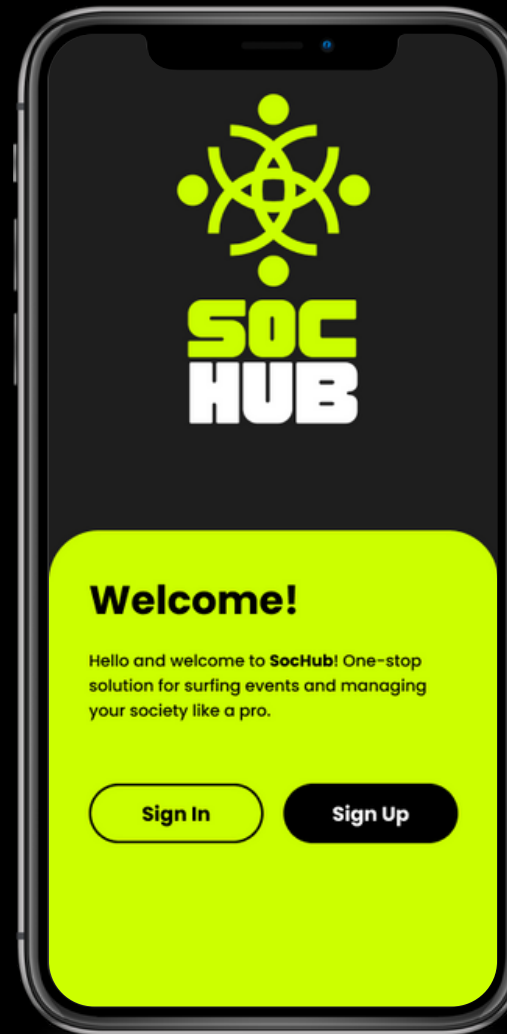 SOC
HUB
Welcome!
Hello and welcome to SocHub! One-stop
solution for surfing events and managing
your society like a pro.
Sign In
Sign Up